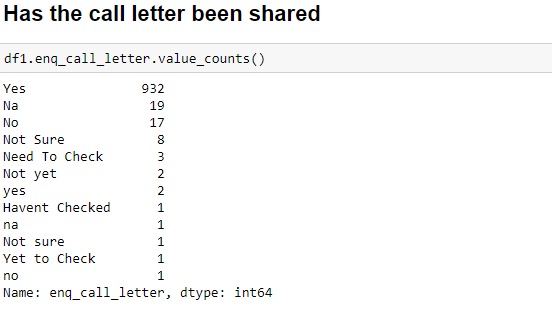 Has the call letter been shared
df1.enq_call_letter.value_counts()
Yes 932
Na 19
No 17
Not Sure 8
Need To Check 3
Not yet 2
yes 2
Havent Checked 1
na 1
Not sure 1
Yet to Check 1
no 1
Name: enq_call_letter, dtype: int64